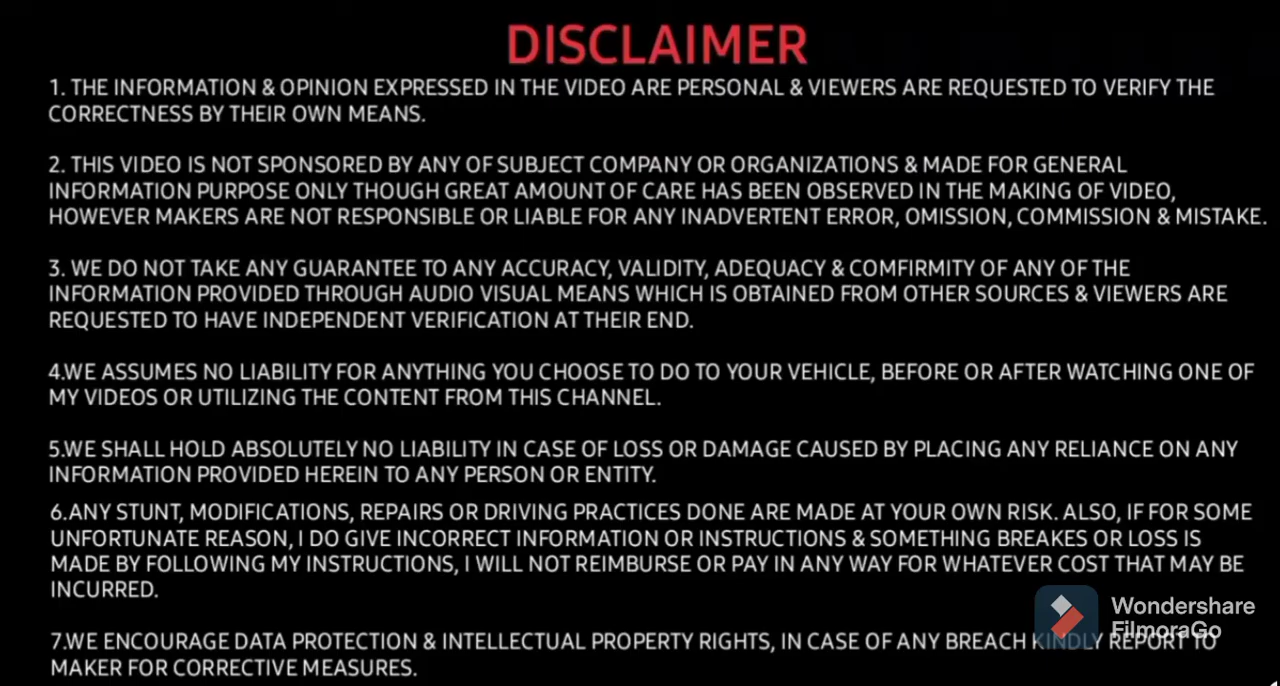 DISCLAIMER
1. THE INFORMATION & OPINION EXPRESSED IN THE VIDEO ARE PERSONAL & VIEWERS ARE REQUESTED TO VERIFY THE
CORRECTNESS BY THEIR OWN MEANS.
2. THIS VIDEO IS NOT SPONSORED BY ANY OF SUBJECT COMPANY OR ORGANIZATIONS & MADE FOR GENERAL
INFORMATION PURPOSE ONLY THOUGH GREAT AMOUNT OF CARE HAS BEEN OBSERVED IN THE MAKING OF VIDEO,
HOWEVER MAKERS ARE NOT RESPONSIBLE OR LIABLE FOR ANY INADVERTENT ERROR, OMISSION, COMMISSION & MISTAKE.
3. WE DO NOT TAKE ANY GUARANTEE TO ANY ACCURACY, VALIDITY, ADEQUACY & COMFIRMITY OF ANY OF THE
INFORMATION PROVIDED THROUGH AUDIO VISUAL MEANS WHICH IS OBTAINED FROM OTHER SOURCES & VIEWERS ARE
REQUESTED TO HAVE INDEPENDENT VERIFICATION AT THEIR END.
4.WE ASSUMES NO LIABILITY FOR ANYTHING YOU CHOOSE TO DO TO YOUR VEHICLE, BEFORE OR AFTER WATCHING ONE OF
MY VIDEOS OR UTILIZING THE CONTENT FROM THIS CHANNEL.
5.WE SHALL HOLD ABSOLUTELY NO LIABILITY IN CASE OF LOSS OR DAMAGE CAUSED BY PLACING ANY RELIANCE ON ANY
INFORMATION PROVIDED HEREIN TO ANY PERSON OR ENTITY.
6.ANY STUNT, MODIFICATIONS, REPAIRS OR DRIVING PRACTICES DONE ARE MADE AT YOUR OWN RISK. ALSO, IF FOR SOME
UNFORTUNATE REASON, I DO GIVE INCORRECT INFORMATION OR INSTRUCTIONS & SOMETHING BREAKES OR LOSS IS
MADE BY FOLLOWING MY INSTRUCTIONS, I WILL NOT REIMBURSE OR PAY IN ANY WAY FOR WHATEVER COST THAT MAY BE
INCURRED.
7.WE ENCOURAGE DATA PROTECTION & INTELLECTUAL PROPERTY RIGHTS, IN CASE OF ANY BREACH KINDLY REPORT TO
MAKER FOR CORRECTIVE MEASURES.
Wondershare
FilmoraGo